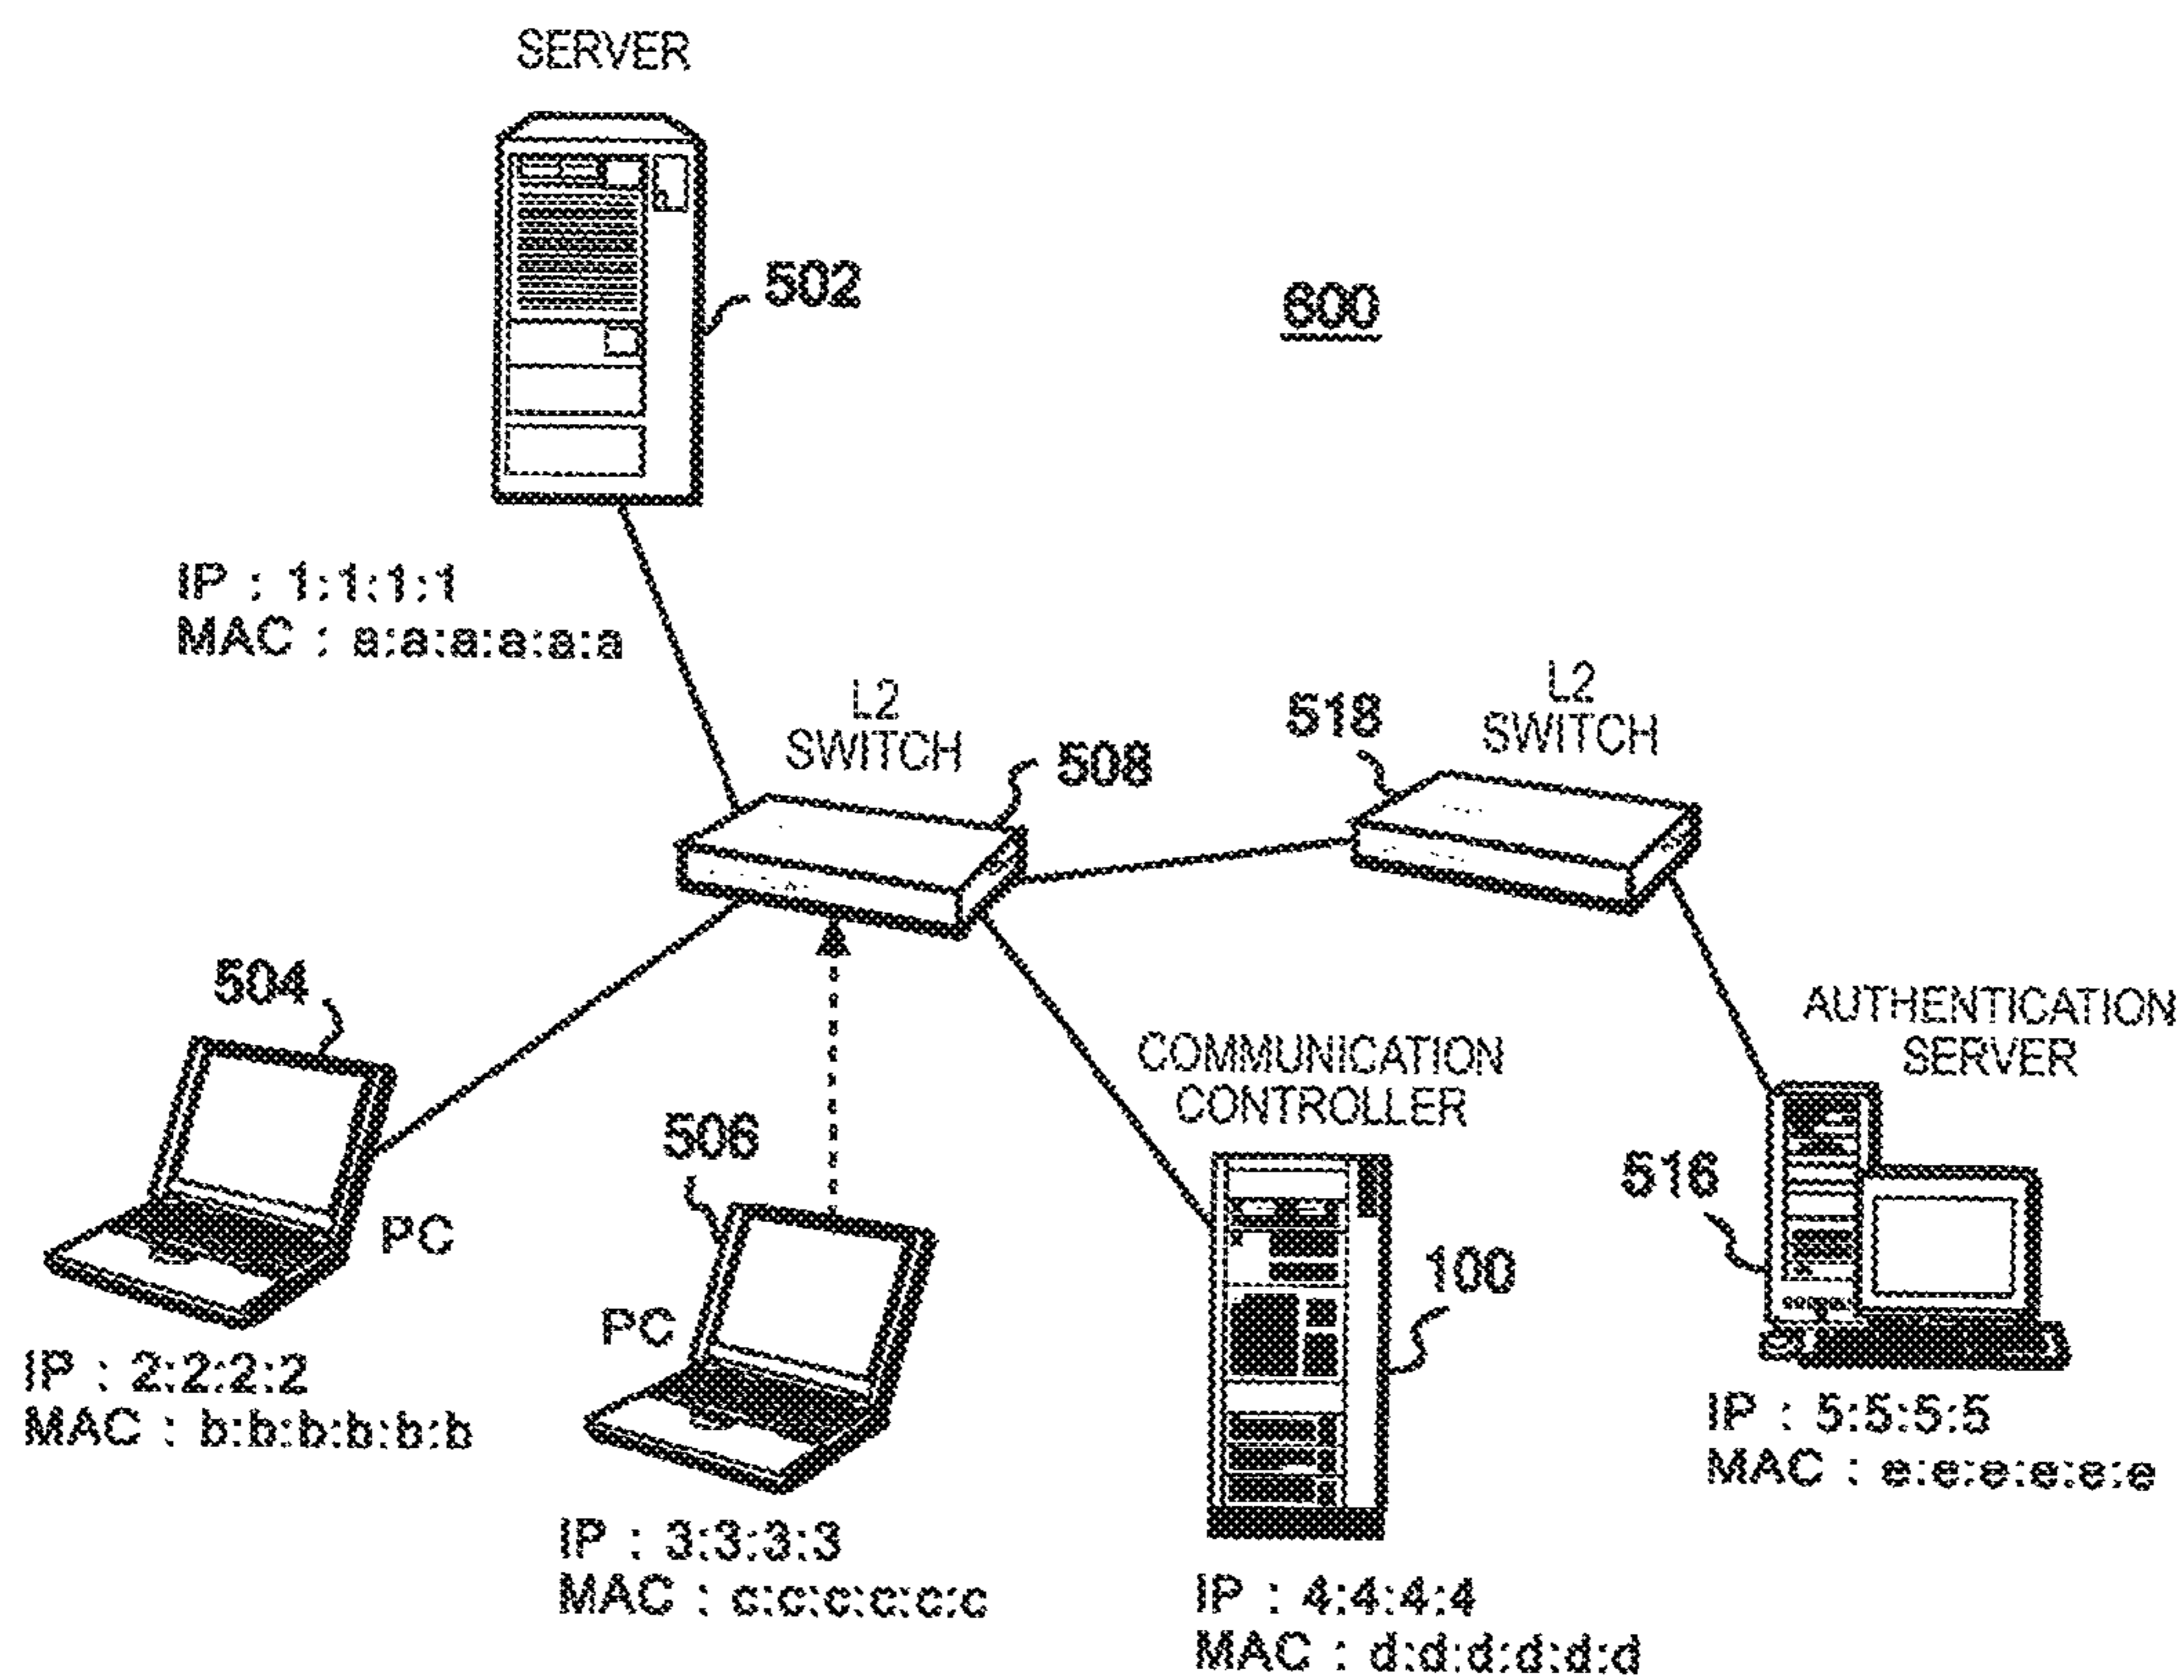 SERVER
502
600
IP : 1:1:1:1
MAC : a:a:a:a:a:a
L2
SWITCH
508
518
L2
SWITCH
504
PC
IP : 2:2:2:2
MAC : b:b:b:b:b:b
506
PC
IP : 3:3:3:3
MAC : c:c:c:c:c:c
COMMUNICATION
CONTROLLER
100
IP : 4:4:4:4
MAC : d:d:d:d:d:d
AUTHENTICATION
SERVER
516
IP : 5:5:5:5
MAC : e:e:e:e:e:e